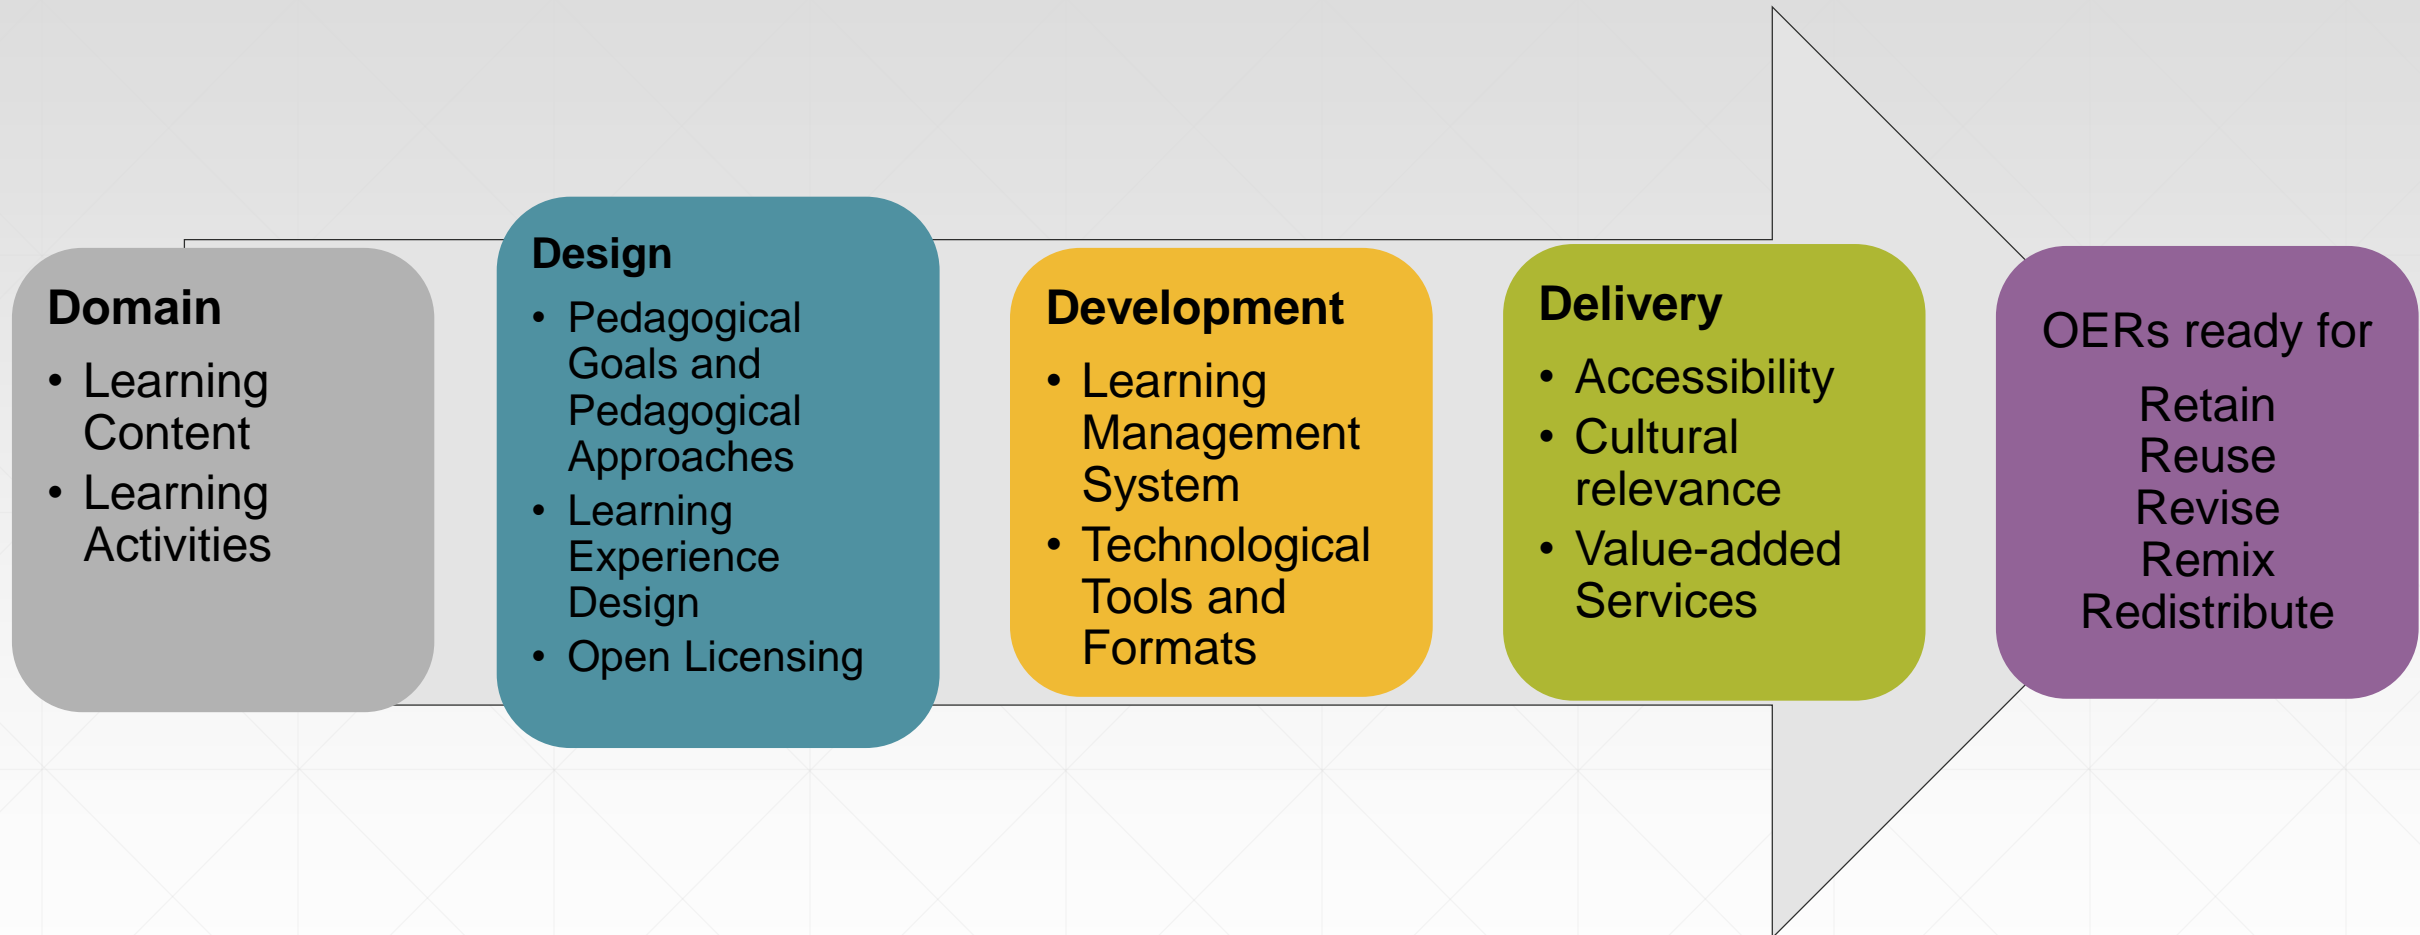 Domain
• Learning
Content
• Learning
Activities
Design
• Pedagogical
Goals and
Pedagogical
Approaches
• Learning
Experience
Design
• Open Licensing
Development
• Learning
Management
System
• Technological
Tools and
Formats
Delivery
• Accessibility
• Cultural
relevance
• Value-added
Services
OERs ready for
Retain
Reuse
Revise
Remix
Redistribute